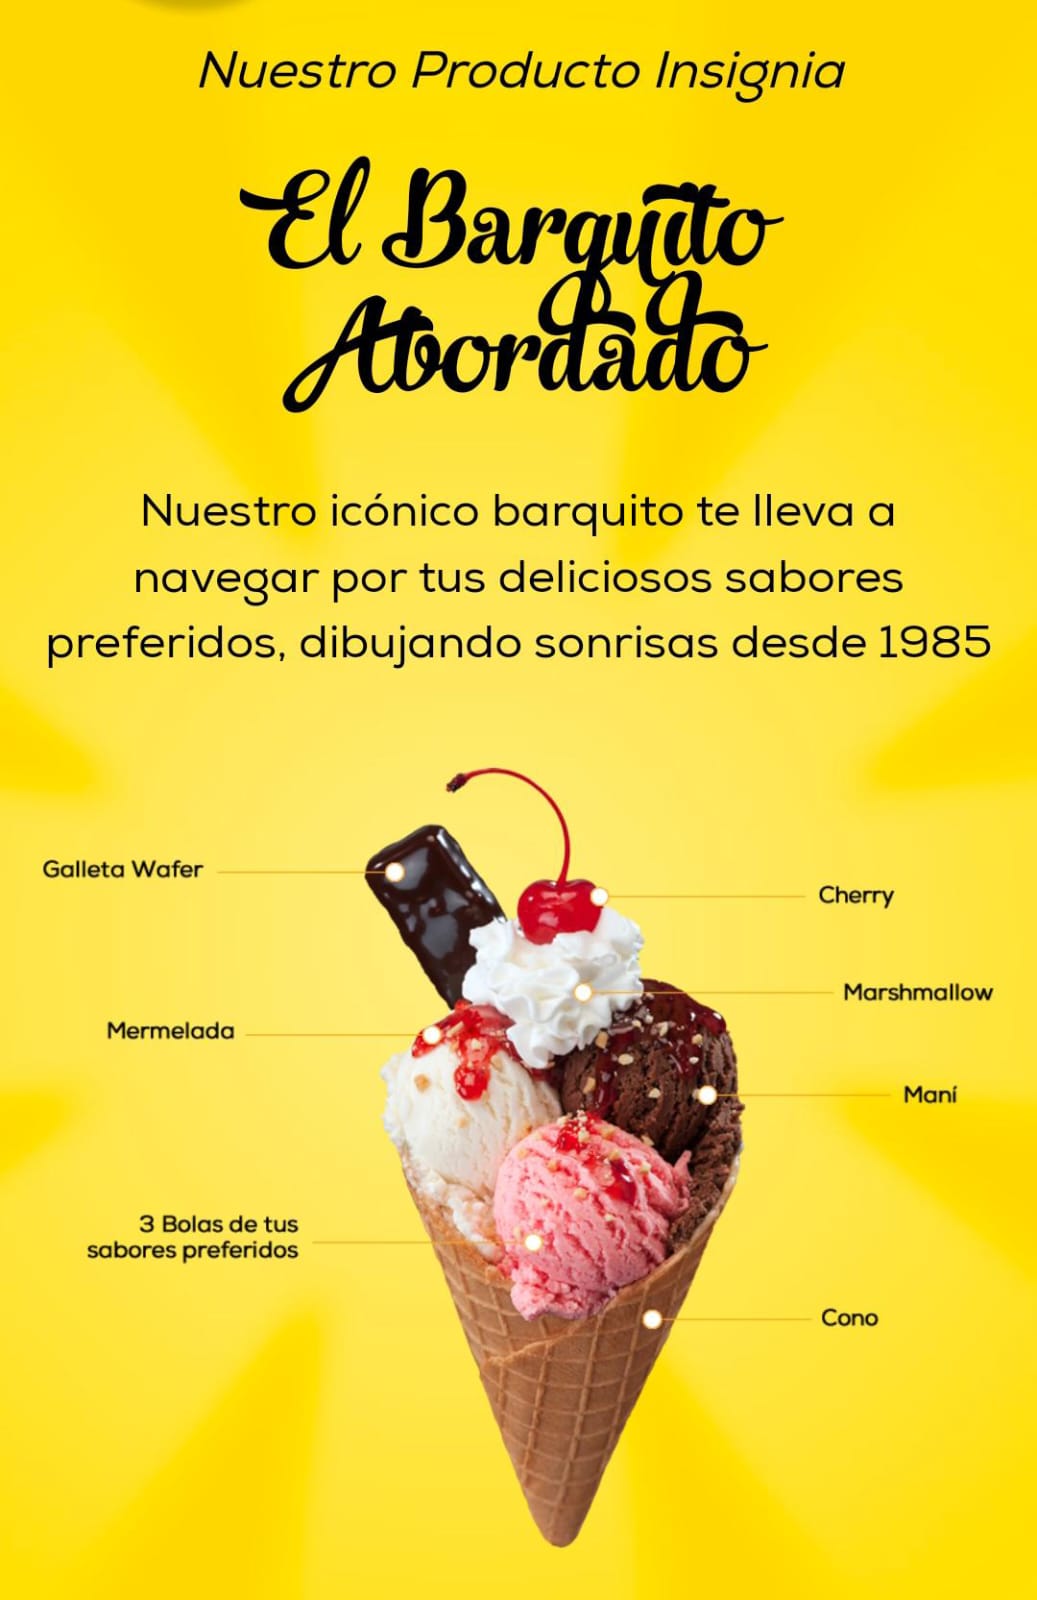 Nuestro Producto Insignia
El Barquito
Abordado
Nuestro icónico barquito te lleva a
navegar por tus deliciosos sabores
preferidos, dibujando sonrisas desde 1985
Galleta Wafer
Cherry
Marshmallow
Mermelada
Maní
3 Bolas de tus
sabores preferidos
Cono